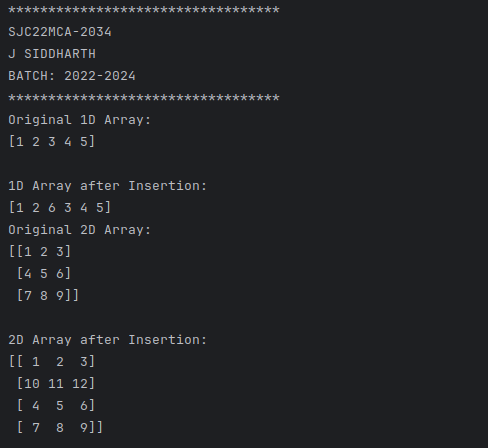 **********************************
SJC22MCA-2034
J SIDDHARTH
BATCH: 2022-2024
**********************************
Original 1D Array:
[1 2 3 4 5]

1D Array after Insertion:
[1 2 6 3 4 5]
Original 2D Array:
[[1 2 3]
 [4 5 6]
 [7 8 9]]

2D Array after Insertion:
[[ 1  2  3]
 [10 11 12]
 [ 4  5  6]
 [ 7  8  9]]